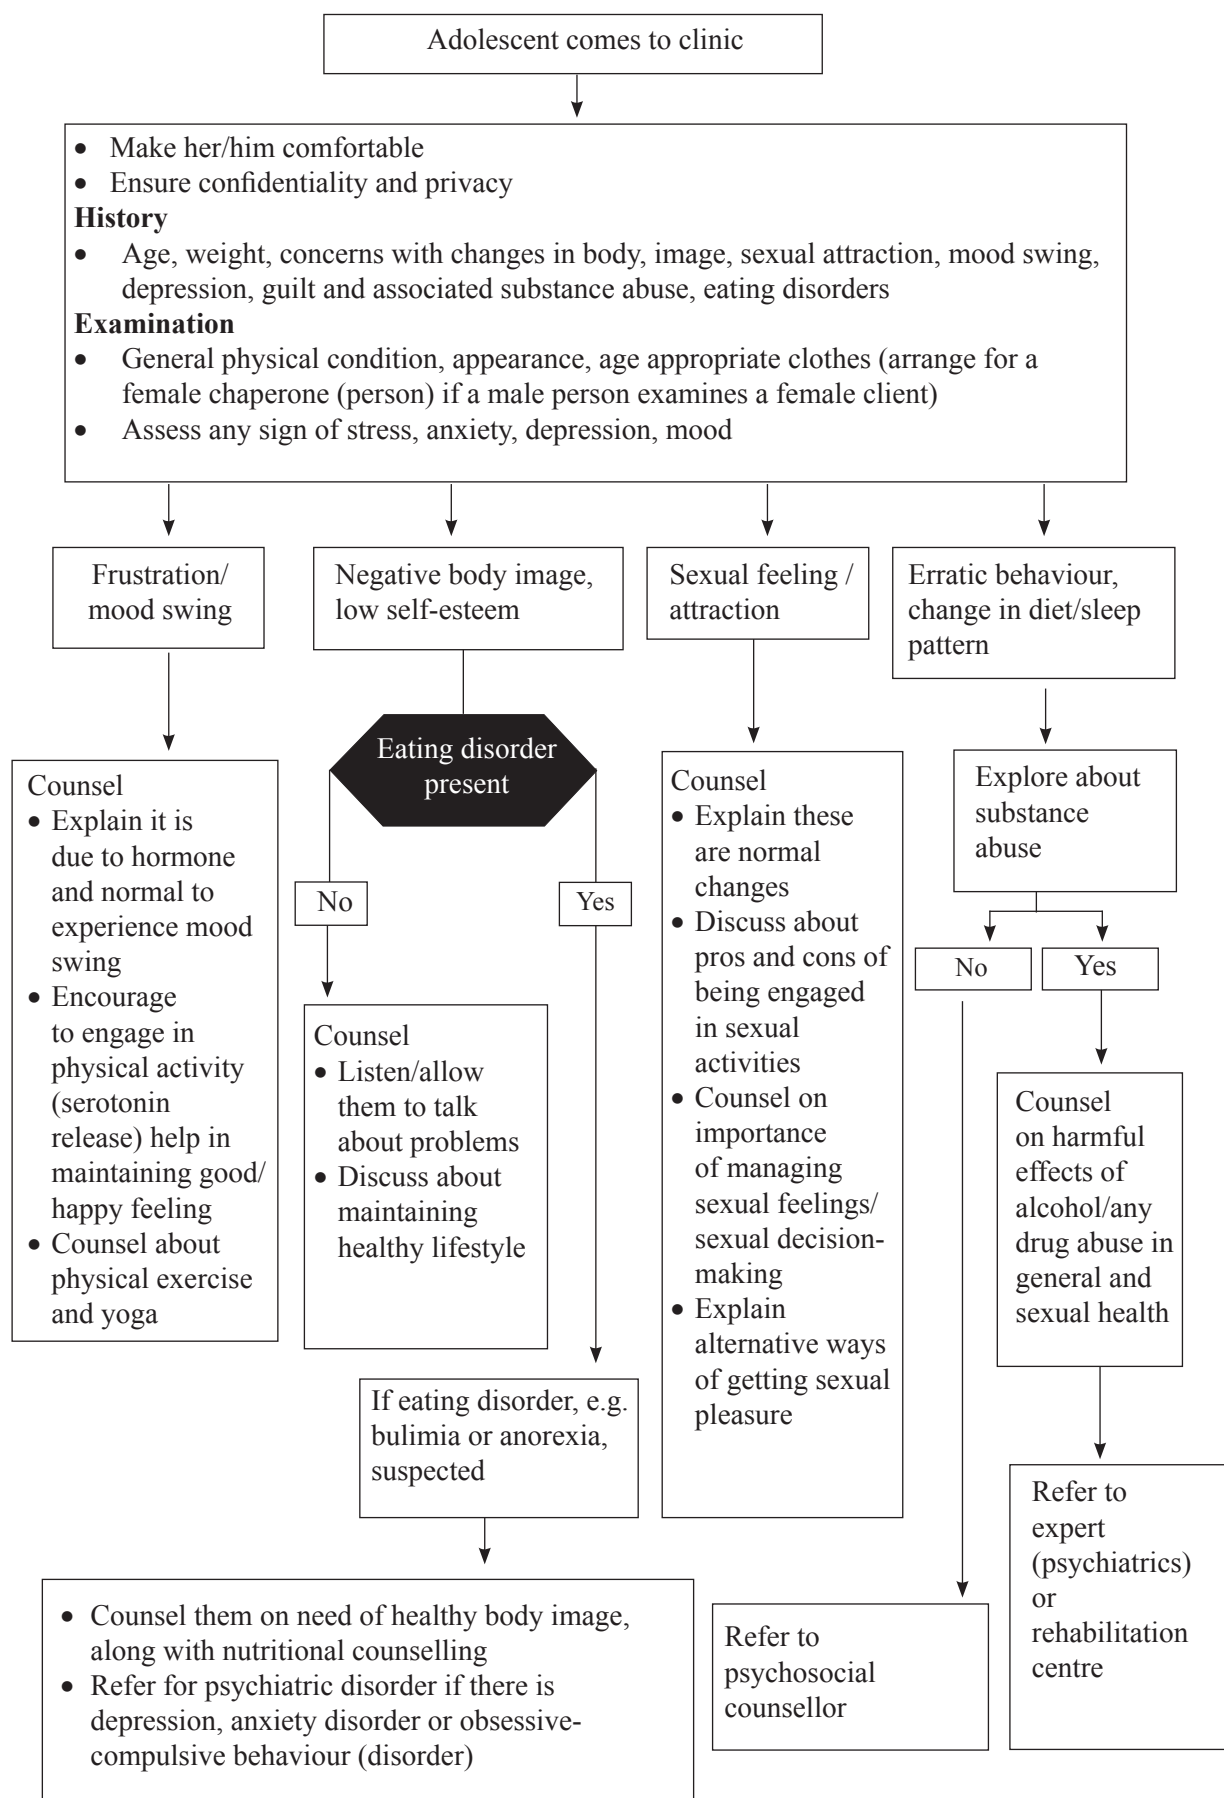 Adolescent comes to clinic
• Make her/him comfortable
• Ensure confidentiality and privacy
History
• Age, weight, concerns with changes in body, image, sexual attraction, mood swing,
depression, guilt and associated substance abuse, eating disorders
Examination
• General physical condition, appearance, age appropriate clothes (arrange for a
female chaperone (person) if a male person examines a female client)
• Assess any sign of stress, anxiety, depression, mood
Frustration/
mood swing
Negative body image,
low self-esteem
Sexual feeling /
attraction
Erratic behaviour,
change in diet/sleep
pattern
Counsel
• Explain it is
due to hormone
and normal to
experience mood
swing
• Encourage
to engage in
physical activity
(serotonin
release) help in
maintaining good/
happy feeling
• Counsel about
physical exercise
and yoga
Eating disorder
present
No
Yes
Counsel
• Listen/allow
them to talk
about problems
• Discuss about
maintaining
healthy lifestyle
If eating disorder, e.g.
bulimia or anorexia,
suspected
• Counsel them on need of healthy body image,
along with nutritional counselling
• Refer for psychiatric disorder if there is
depression, anxiety disorder or obsessive-
compulsive behaviour (disorder)
Counsel
• Explain these
are normal
changes
• Discuss about
pros and cons of
being engaged
in sexual
activities
• Counsel on
importance
of managing
sexual feelings/
sexual decision-
making
• Explain
alternative ways
of getting sexual
pleasure
Explore about
substance
abuse
No
Yes
Counsel
on harmful
effects of
alcohol/any
drug abuse in
general and
sexual health
Refer to
psychosocial
counsellor
Refer to
expert
(psychiatrics)
or
rehabilitation
centre